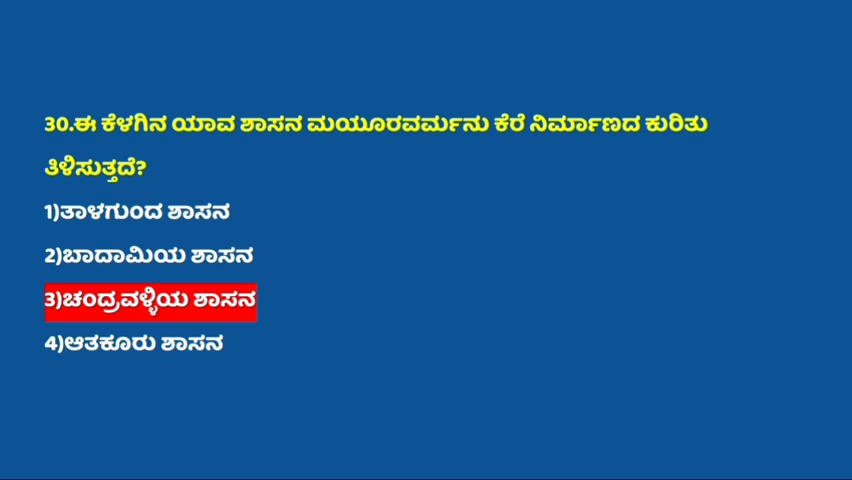 30.ಈ ಕೆಳಗಿನ ಯಾವ ಶಾಸನ ಮಯೂರವರ್ಮನು ಕೆರೆ ನಿರ್ಮಾಣದ ಕುರಿತು
ತಿಳಿಸುತ್ತದೆ?
1)ತಾಳಗುಂದ ಶಾಸನ
2)ಬಾದಾಮಿಯ ಶಾಸನ
3)ಚಂದ್ರವಳ್ಳಿಯ ಶಾಸನ
4)ಆತಕೂರು ಶಾಸನ